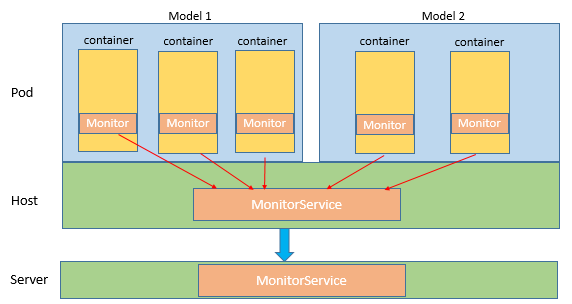 Model 1
Model 2
container
container
container
container
container
Pod
Monitor
Monitor
Monitor
Monitor
Monitor
Host
MonitorService
Server
MonitorService